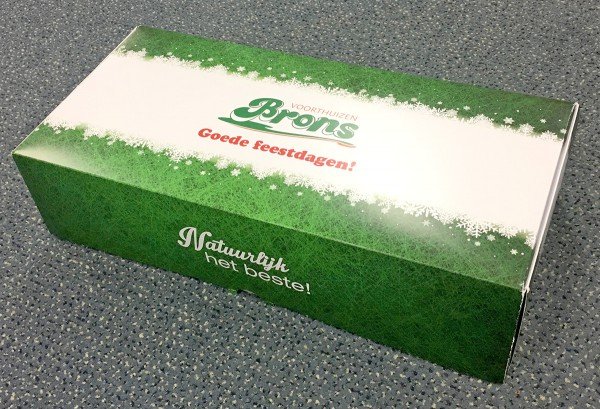 VOORTHUIZEN
Brons
Goede feestdagen!
Natuurlijk
het beste!